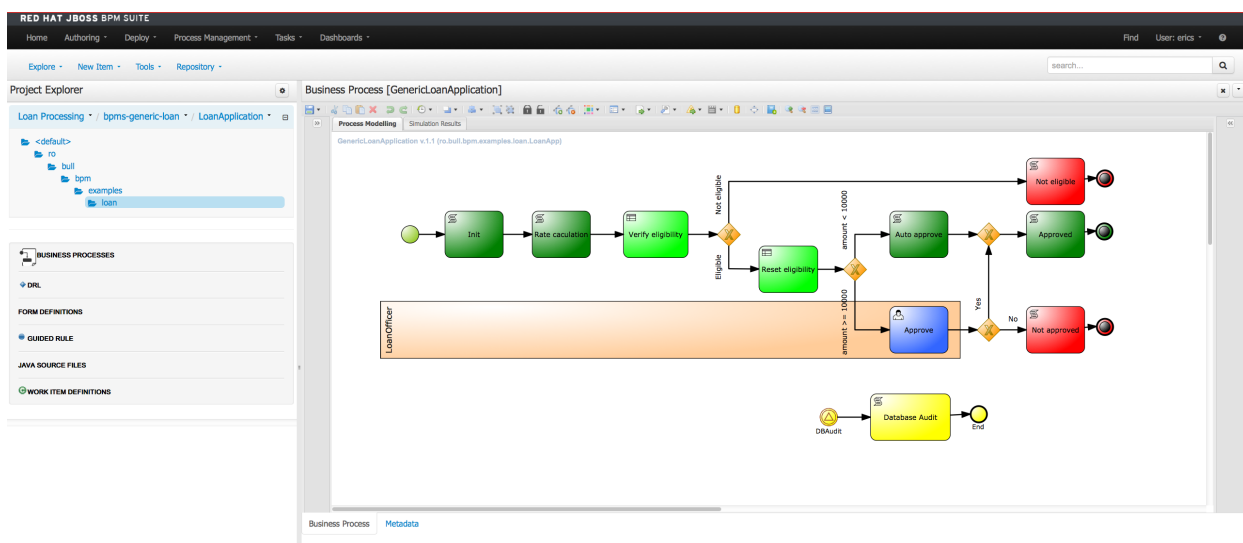 RED HAT JBOSS BPM SUITE
Home Authoring Deploy Process Management Tasks Dashboards Find User: erics
Explore New Item Tools Repository search...
Project Explorer
Business Process [GenericLoanApplication]
Loan Processing / bpms-generic-loan / LoanApplication
<default>
ro
bull
bpm
examples
loan
BUSINESS PROCESSES
DRL
FORM DEFINITIONS
GUIDED RULE
JAVA SOURCE FILES
WORK ITEM DEFINITIONS
Process Modelling Simulation Results
GenericLoanApplication v.1.1 (ro.bull.bpm.examples.loan.LoanApp)
Not eligible
Not eligible
Init
Rate caculation
Verify eligibility
Eligible
Reset eligibility
amount < 10000
Auto approve
Approved
LoanOfficer
amount >= 10000
Approve
Yes
No
Not approved
DBAudit
Database Audit
End
Business Process Metadata